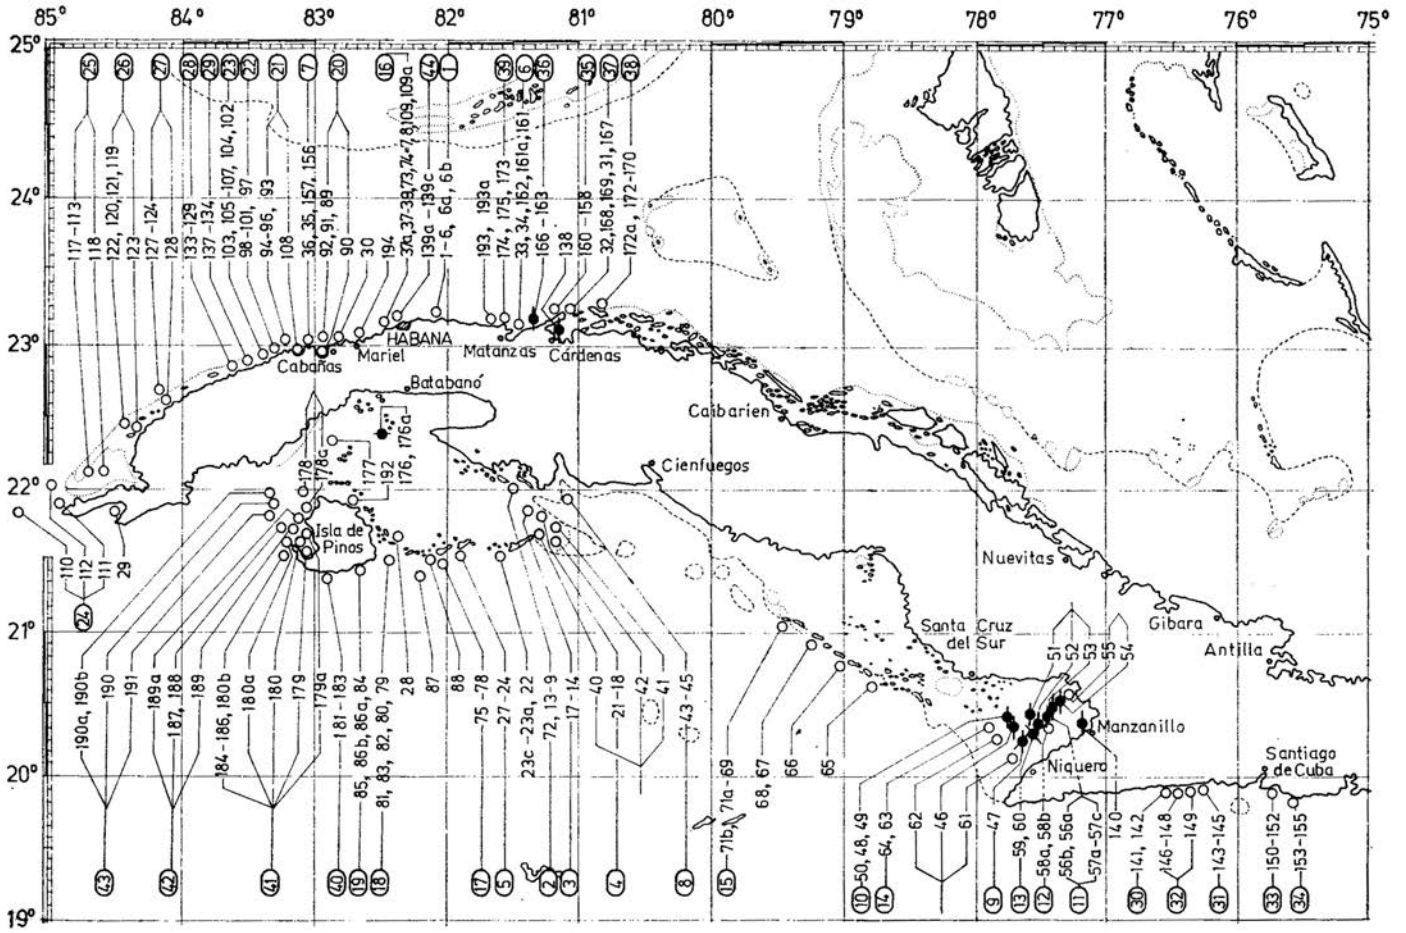 85° 84° 83° 82° 81° 80° 79° 78° 77° 76° 75°
25°
24°
23°
22°
21°
20°
19°
25 26 27 28 29 23 22 21 7 20 16 44 1 39 6 36 35 37 38
117-113
118
122, 120, 121, 119
123
127-124
128
133-129
137-134
103, 105-107, 104, 102
98-101, 97
94-96, 93
108
36, 35, 157, 156
92, 91, 89
90
30
194
139a-139c
1-6, 6a, 6b
193, 193a
174, 175, 173
33, 34, 162, 161a, 161
166-163
138
160-158
32, 168, 169, 31, 167
172a, 172-170
HABANA
Mariel
Cabañas
Matanzas
Cárdenas
Batabanó
Caibarien
Cienfuegos
178
178c
177
192
176, 176a
Isla de
Pinos
Nuevitas
Gibara
Antilla
Santa Cruz
del Sur
Manzanillo
Niquero
Santiago
de Cuba
110
112
111
29
24
51
52
53
55
54
190a, 190b
190
191
189a
187, 188
189
184-186, 180b
180a
180
179
179a
181-183
85, 86b, 86a, 84
81, 83, 82, 80, 79
28
87
88
75-78
27-24
23c-23a, 22
72, 13-9
17-14
40
21-18
42
41
43-45
71b, 71a-69
68, 67
66
65
50, 48, 49
64, 63
62
46
61
47
59, 60
58a, 58b
56b, 56a
57a-57c
140
141, 142
146-148
149
143-145
150-152
153-155
43 42 41 40 19 18 17 5 2 3 4 8 15 10 14 9 13 12 11 30 32 31 33 34